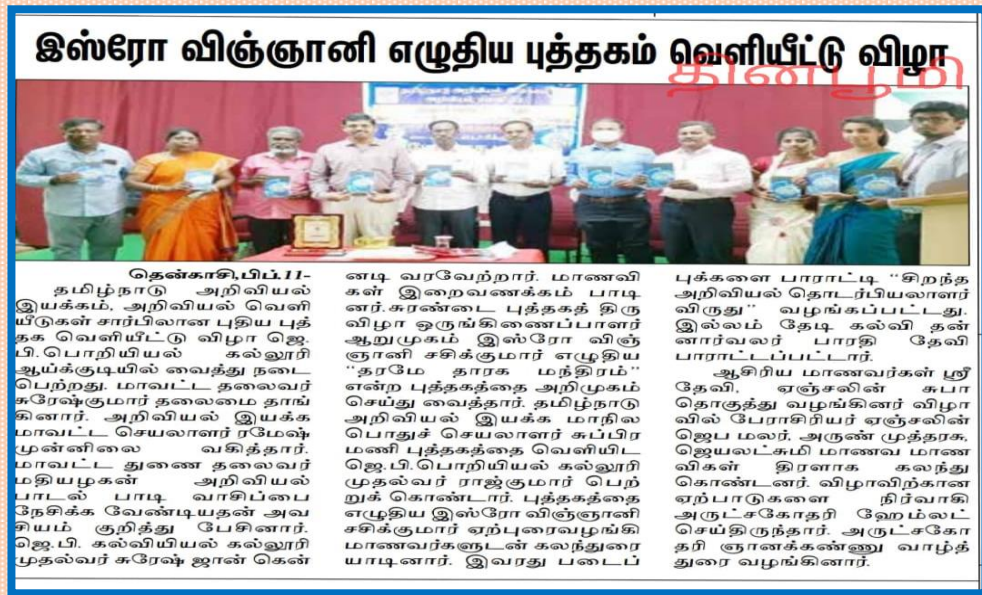 இஸ்ரோ விஞ்ஞானி எழுதிய புத்தகம் வெளியீட்டு விழா
தினபூமி
தென்காசி,பிப்.11-
தமிழ்நாடு அறிவியல்
இயக்கம், அறிவியல் வெளி
யீடுகள் சார்பிலான புதிய புத்
தக வெளியீட்டு விழா ஜெ.
பி.பொறியியல் கல்லூரி
ஆய்க்குடியில் வைத்து நடை
பெற்றது. மாவட்ட தலைவர்
சுரேஷ்குமார் தலைமை தாங்
கினார். அறிவியல் இயக்க
மாவட்ட செயலாளர் ரமேஷ்
முன்னிலை வகித்தார்.
மாவட்ட துணை தலைவர்
மதியழகன் அறிவியல்
பாடல் பாடி வாசிப்பை
நேசிக்க வேண்டியதன் அவ
சியம் குறித்து பேசினார்.
ஜெ.பி. கல்வியியல் கல்லூரி
முதல்வர் சுரேஷ் ஜான் கென்
னடி வரவேற்றார். மாணவி
கள் இறைவணக்கம் பாடி
னர்.சுரண்டை புத்தகத் திரு
விழா ஒருங்கிணைப்பாளர்
ஆறுமுகம் இஸ்ரோ விஞ்
ஞானி சசிக்குமார் எழுதிய
"தரமே தாரக மந்திரம்"
என்ற புத்தகத்தை அறிமுகம்
செய்து வைத்தார். தமிழ்நாடு
அறிவியல் இயக்க மாநில
பொதுச் செயலாளர் சுப்பிர
மணி புத்தகத்தை வெளியிட
ஜெ.பி.பொறியியல் கல்லூரி
முதல்வர் ராஜ்குமார் பெற்
றுக் கொண்டார். புத்தகத்தை
எழுதிய இஸ்ரோ விஞ்ஞானி
சசிக்குமார் ஏற்புரைவழங்கி
மாணவர்களுடன் கலந்துரை
யாடினார். இவரது படைப்
புக்களை பாராட்டி "சிறந்த
அறிவியல் தொடர்பியலாளர்
விருது" வழங்கப்பட்டது.
இல்லம் தேடி கல்வி தன்
னார்வலர் பாரதி தேவி
பாராட்டப்பட்டார்.
ஆசிரிய மாணவர்கள் ஸ்ரீ
தேவி, ஏஞ்சலின் சுபா
தொகுத்து வழங்கினர் விழா
வில் பேராசிரியர் ஏஞ்சலின்
ஜெப மலர், அருண் முத்தரசு,
ஜெயலட்சுமி மாணவ மாண
விகள் திரளாக கலந்து
கொண்டனர். விழாவிற்கான
ஏற்பாடுகளை நிர்வாகி
அருட்சகோதரி ஹேம்லட்
செய்திருந்தார். அருட்சகோ
தரி ஞானக்கண்ணு வாழ்த்
துரை வழங்கினார்.